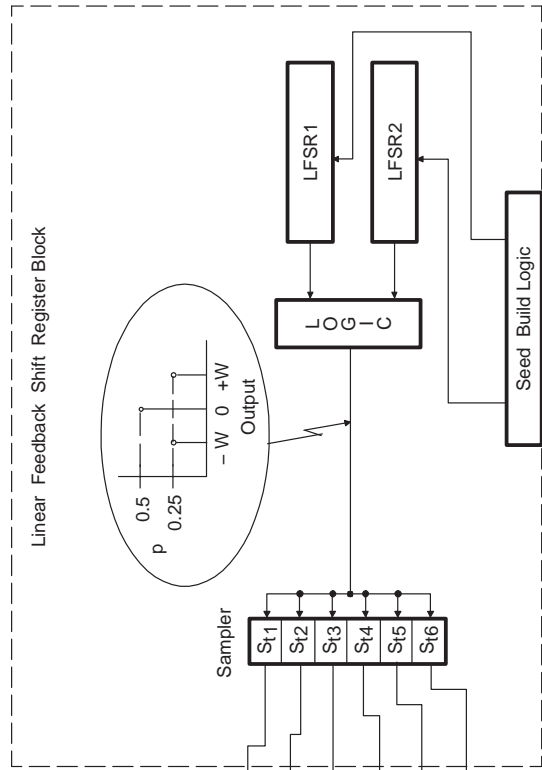 Linear Feedback Shift Register Block
p
0.5
0.25
– W 0 +W
Output
Sampler
St1
St2
St3
St4
St5
St6
LOGIC
LFSR1
LFSR2
Seed Build Logic